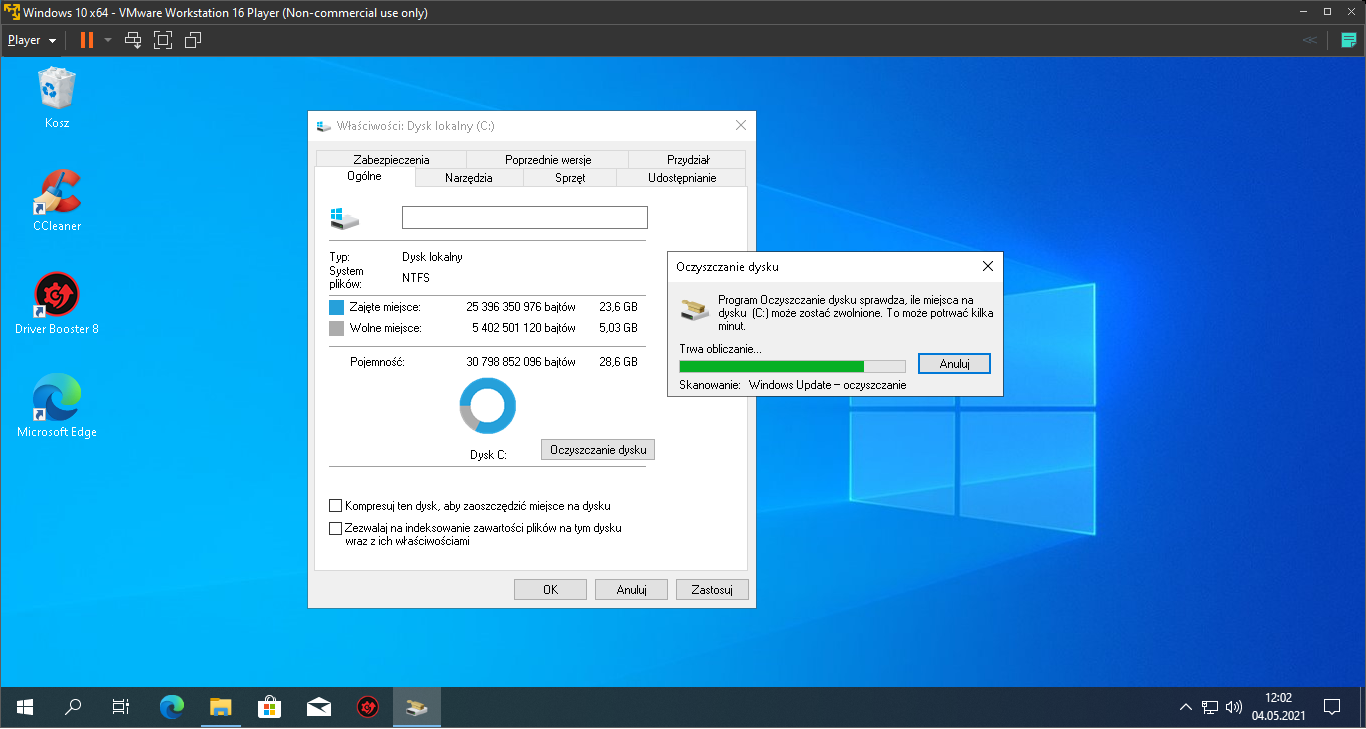 Windows 10 x64 - VMware Workstation 16 Player (Non-commercial use only)
Player
Kosz
CCleaner
Driver Booster 8
Microsoft Edge
Właściwości: Dysk lokalny (C:)
Zabezpieczenia Poprzednie wersje Przydział
Ogólne Narzędzia Sprzęt Udostępnianie
Typ: Dysk lokalny
System
plików: NTFS
Zajęte miejsce: 25 396 350 976 bajtów 23,6 GB
Wolne miejsce: 5 402 501 120 bajtów 5,03 GB
Pojemność: 30 798 852 096 bajtów 28,6 GB
Dysk C:
Oczyszczanie dysku
Kompresuj ten dysk, aby zaoszczędzić miejsce na dysku
Zezwalaj na indeksowanie zawartości plików na tym dysku
wraz z ich właściwościami
OK Anuluj Zastosuj
Oczyszczanie dysku
Program Oczyszczanie dysku sprawdza, ile miejsca na
dysku (C:) może zostać zwolnione. To może potrwać kilka
minut.
Trwa obliczanie...
Anuluj
Skanowanie: Windows Update – oczyszczanie
12:02
04.05.2021